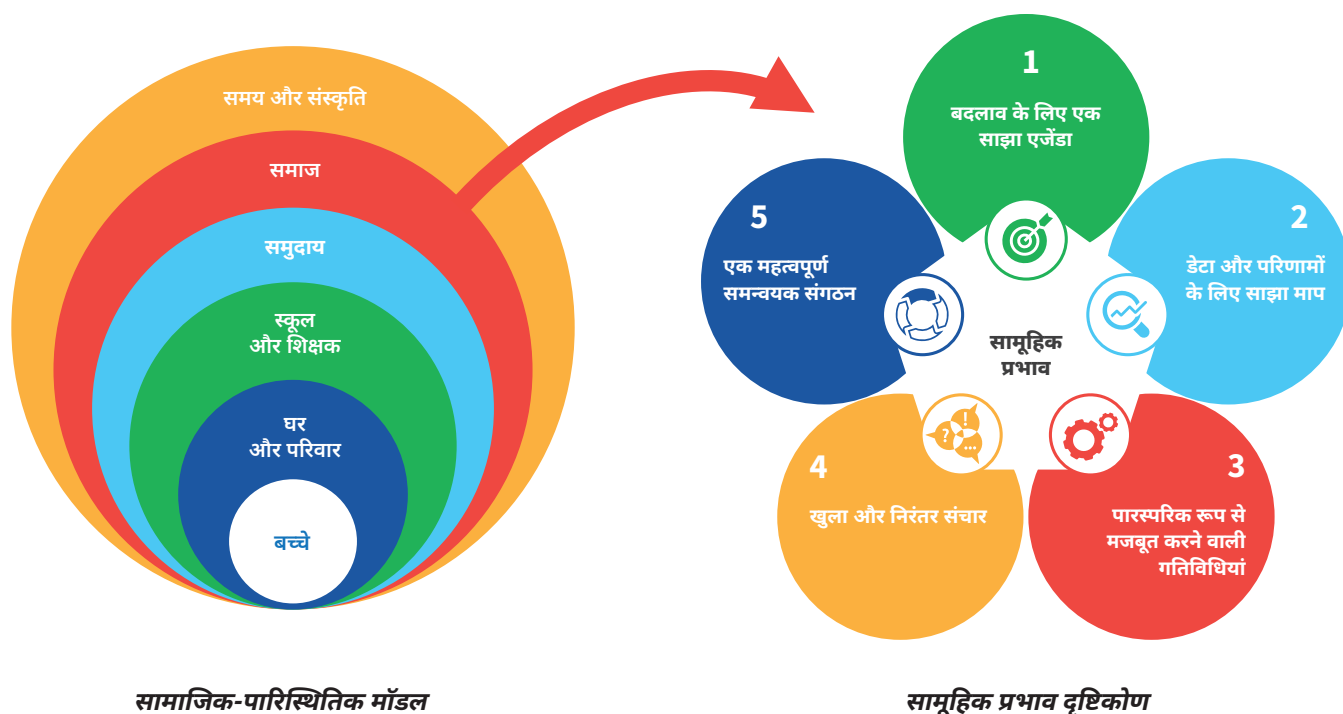 समय और संस्कृति
समाज
समुदाय
स्कूल
और शिक्षक
घर
और परिवार
बच्चे
सामाजिक-पारिस्थितिक मॉडल
1
बदलाव के लिए एक
साझा एजेंडा
2
डेटा और परिणामों
के लिए साझा माप
3
पारस्परिक रूप से
मजबूत करने वाली
गतिविधियां
4
खुला और निरंतर संचार
? ! ...
5
एक महत्वपूर्ण
समन्वयक संगठन
सामूहिक
प्रभाव
सामूहिक प्रभाव दृष्टिकोण